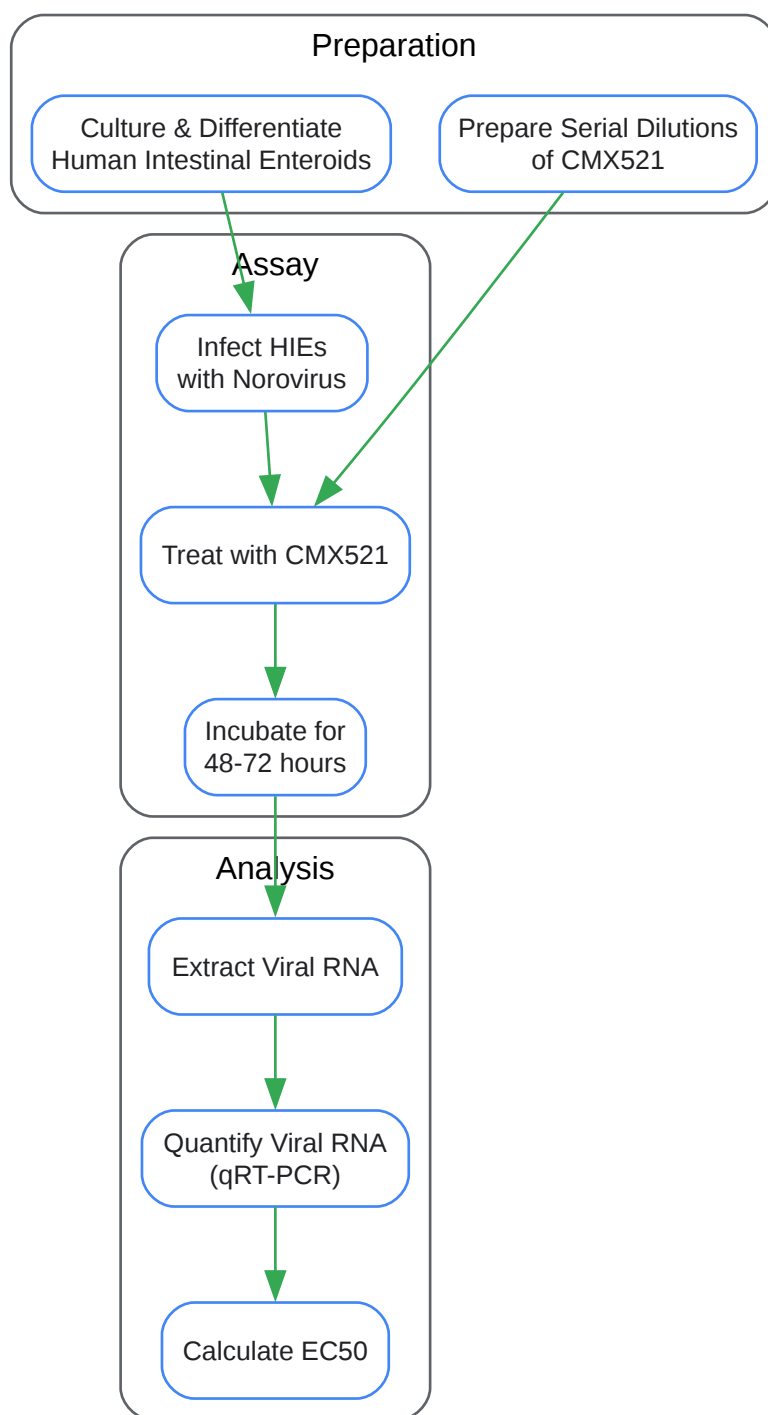 Preparation
Culture & Differentiate
Human Intestinal Enteroids
Prepare Serial Dilutions
of CMX521
Assay
Infect HIEs
with Norovirus
Treat with CMX521
Incubate for
48-72 hours
Analysis
Extract Viral RNA
Quantify Viral RNA
(qRT-PCR)
Calculate EC50